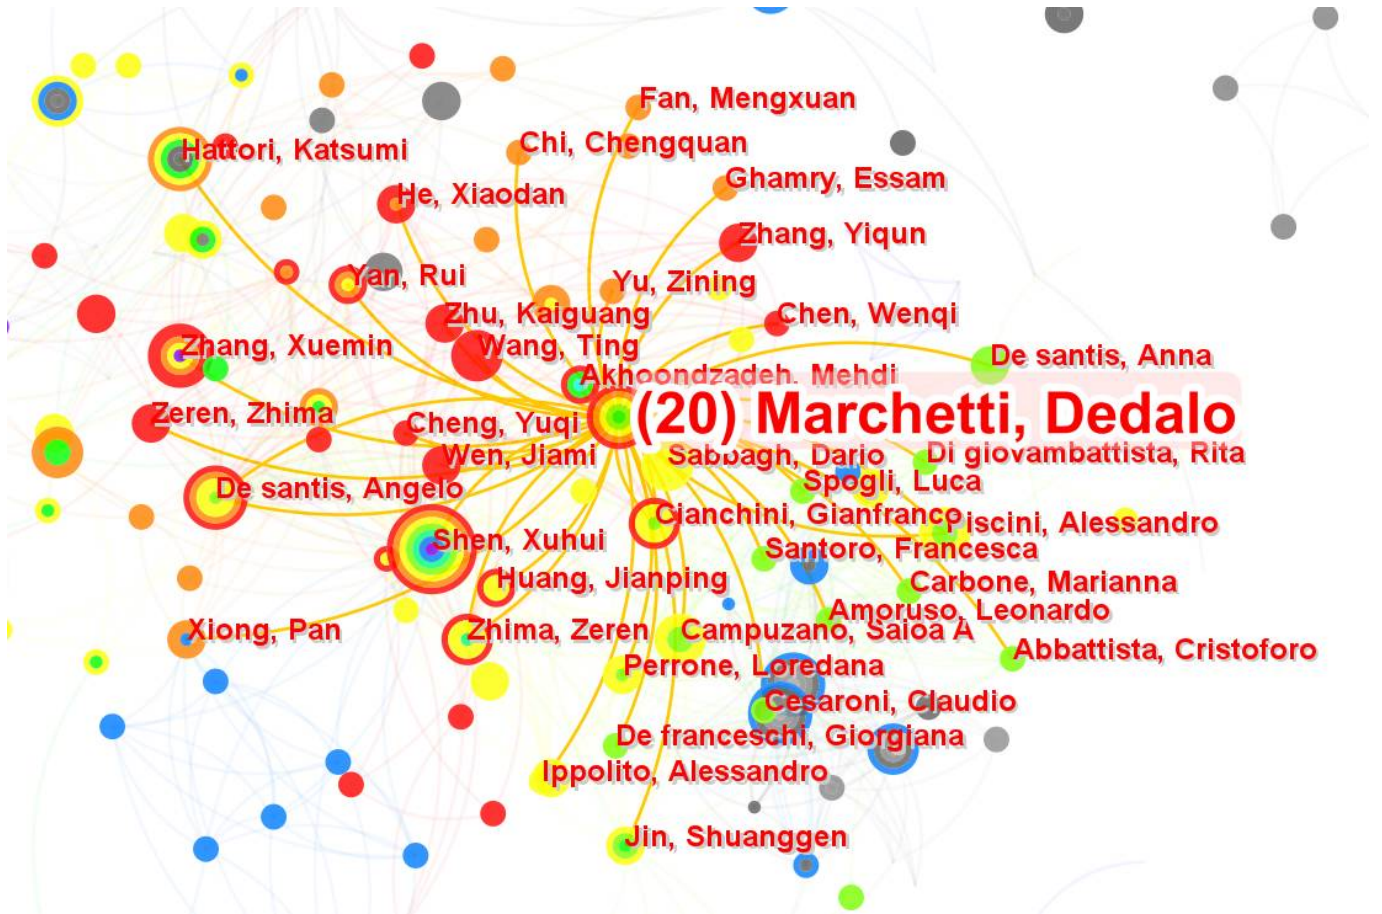 Fan, Mengxuan
Chi, Chengquan
Hattori, Katsumi
Ghamry, Essam
He, Xiaodan
Zhang, Yiqun
Yan, Rui
Yu, Zining
Zhu, Kaiguang
Chen, Wenqi
Zhang, Xuemin
Wang, Ting
De santis, Anna
Akhoondzadeh, Mehdi
Zeren, Zhima
(20) Marchetti, Dedalo
Cheng, Yuqi
Wen, Jiami
Sabbagh, Dario
Di giovambattista, Rita
De santis, Angelo
Spogli, Luca
Cianchini, Gianfranco
Piscini, Alessandro
Shen, Xuhui
Santoro, Francesca
Huang, Jianping
Carbone, Marianna
Amoruso, Leonardo
Xiong, Pan
Zhima, Zeren
Campuzano, Saioa A
Abbattista, Cristoforo
Perrone, Loredana
Cesaroni, Claudio
De franceschi, Giorgiana
Ippolito, Alessandro
Jin, Shuanggen